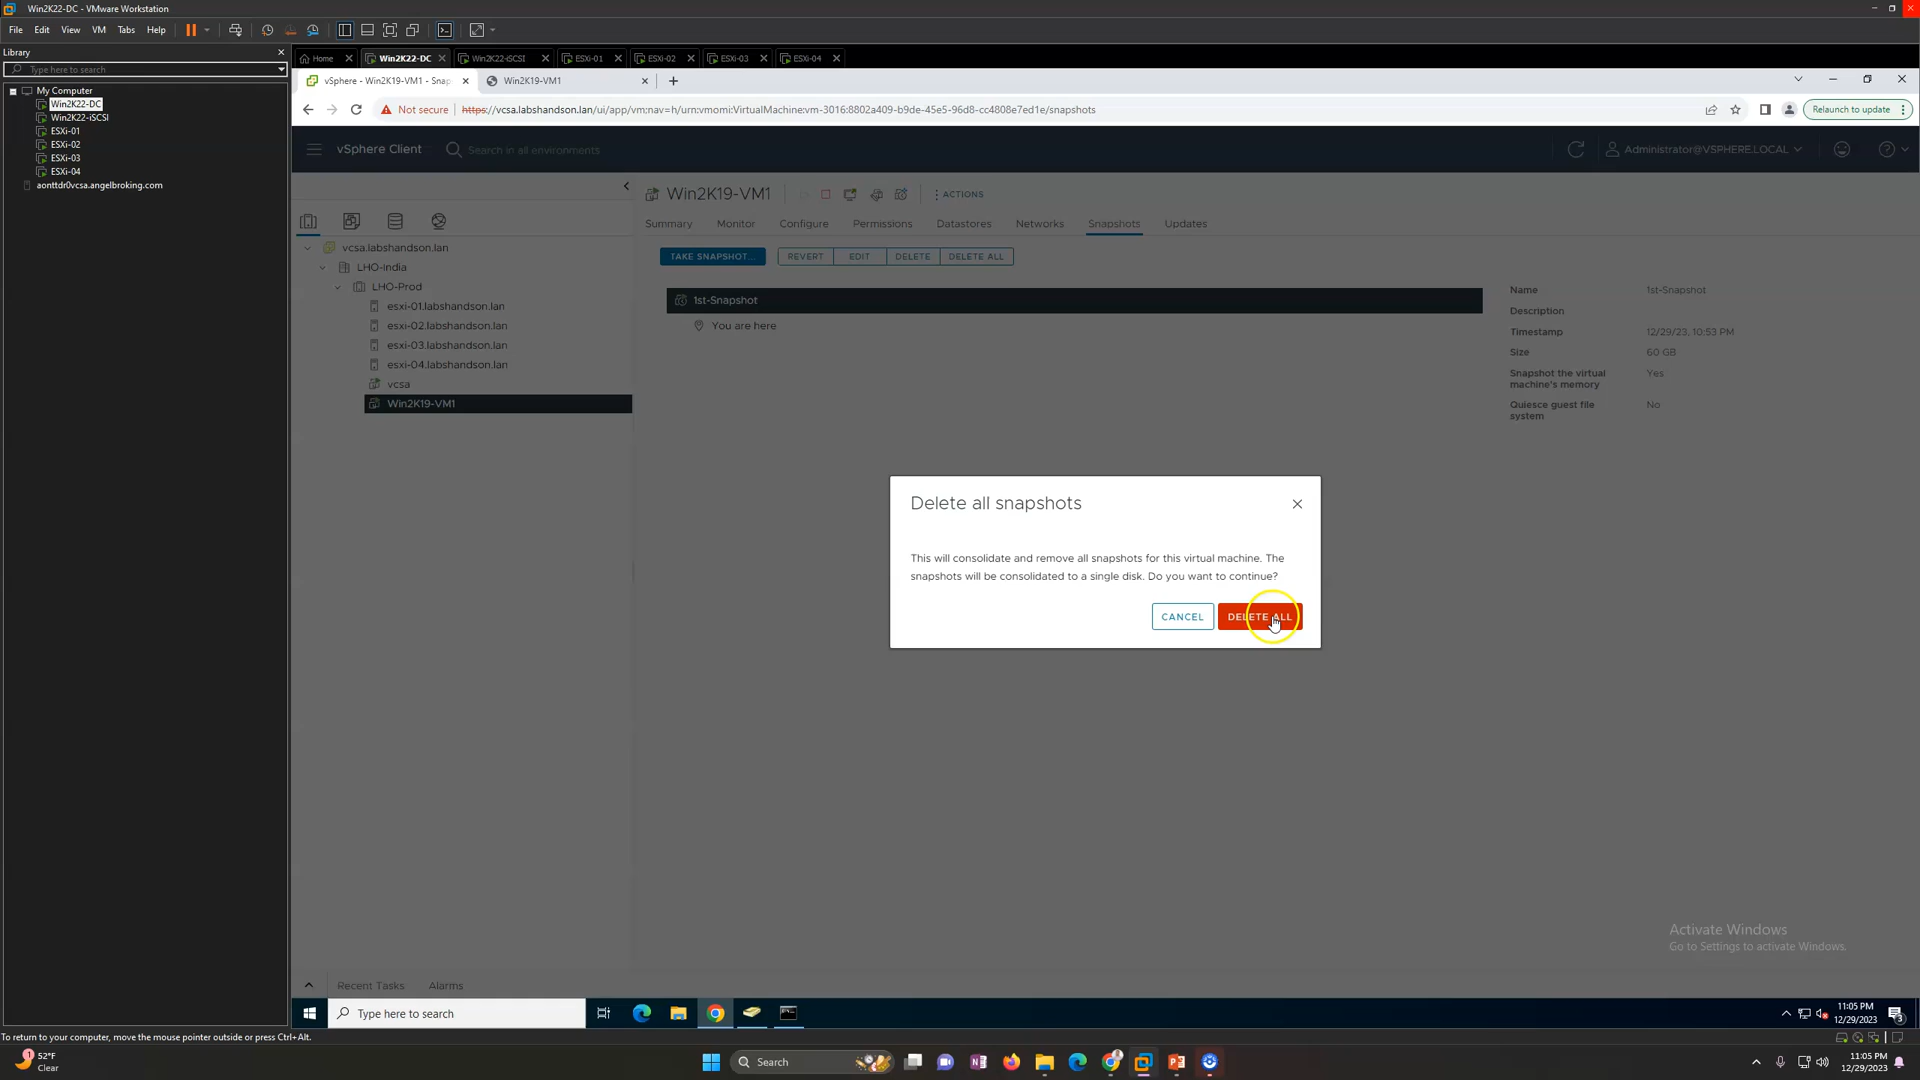 Win2K22-DC - VMware Workstation
File Edit View VM Tabs Help
Library
Type here to search
My Computer
Win2K22-DC
Win2K22-iSCSI
ESXi-01
ESXi-02
ESXi-03
ESXi-04
aonttdr0vcsa.angelbroking.com
Home Win2K22-DC Win2K22-iSCSI ESXi-01 ESXi-02 ESXi-03 ESXi-04
vSphere - Win2K19-VM1 - Snap Win2K19-VM1
Not secure https://vcsa.labshandson.lan/ui/app/vm;nav=h/urn:vmomi:VirtualMachine:vm-3016:8802a409-b9de-45e5-96d8-cc4808e7ed1e/snapshots Relaunch to update
vSphere Client Search in all environments Administrator@VSPHERE.LOCAL
Win2K19-VM1 ACTIONS
Summary Monitor Configure Permissions Datastores Networks Snapshots Updates
vcsa.labshandson.lan
LHO-India
LHO-Prod
esxi-01.labshandson.lan
esxi-02.labshandson.lan
esxi-03.labshandson.lan
esxi-04.labshandson.lan
vcsa
Win2K19-VM1
TAKE SNAPSHOT... REVERT EDIT DELETE DELETE ALL
1st-Snapshot
You are here
Name 1st-Snapshot
Description
Timestamp 12/29/23, 10:53 PM
Size 60 GB
Snapshot the virtual machine's memory Yes
Quiesce guest file system No
Delete all snapshots
This will consolidate and remove all snapshots for this virtual machine. The
snapshots will be consolidated to a single disk. Do you want to continue?
CANCEL DELETE ALL
Activate Windows
Go to Settings to activate Windows.
Recent Tasks Alarms
Type here to search
11:05 PM
12/29/2023
3
To return to your computer, move the mouse pointer outside or press Ctrl+Alt.
1
52°F
Clear
Search
11:05 PM
12/29/2023